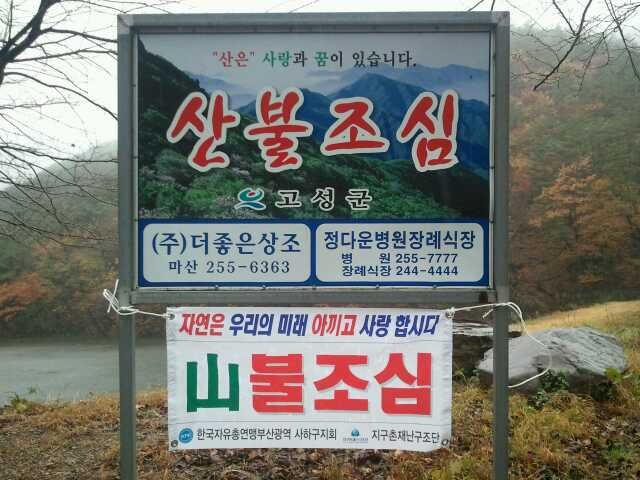 "산은" 사랑과 꿈이 있습니다.
산불조심
고성군
(주)더좋은상조
마산 255-6363
정다운병원장례식장
병 원 255-7777
장례식장 244-4444
자연은 우리의 미래 아끼고 사랑 합시다
山불조심
한국자유총연맹부산광역 사하구지회 지구촌재난구조단